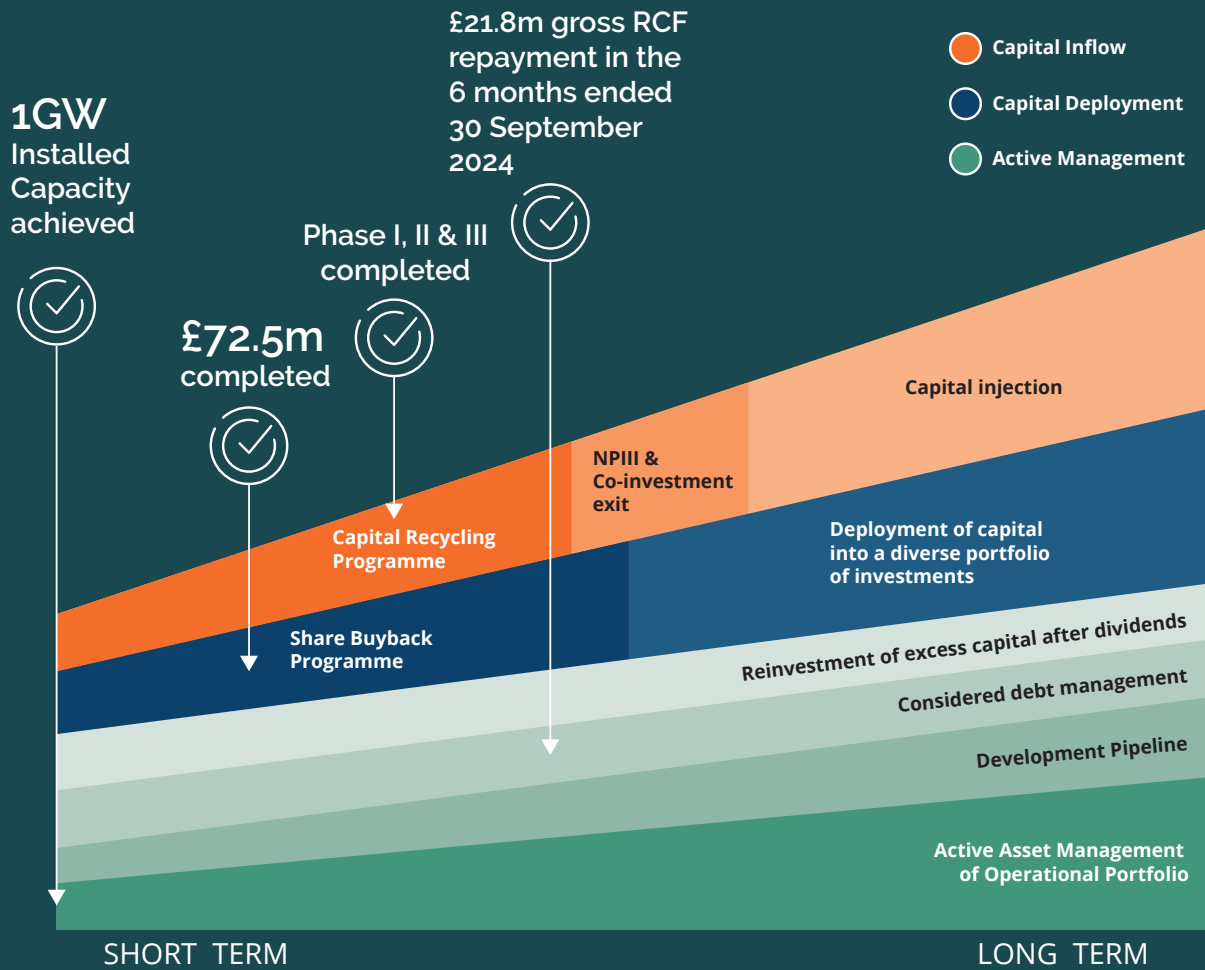 £21.8m gross RCF
repayment in the
6 months ended
30 September
2024
Capital Inflow
Capital Deployment
Active Management
1GW
Installed
Capacity
achieved
Phase I, II & III
completed
£72.5m
completed
Capital injection
NPIII &
Co-investment
exit
Capital Recycling
Programme
Deployment of capital
into a diverse portfolio
of investments
Share Buyback
Programme
Reinvestment of excess capital after dividends
Considered debt management
Development Pipeline
Active Asset Management
of Operational Portfolio
SHORT TERM
LONG TERM